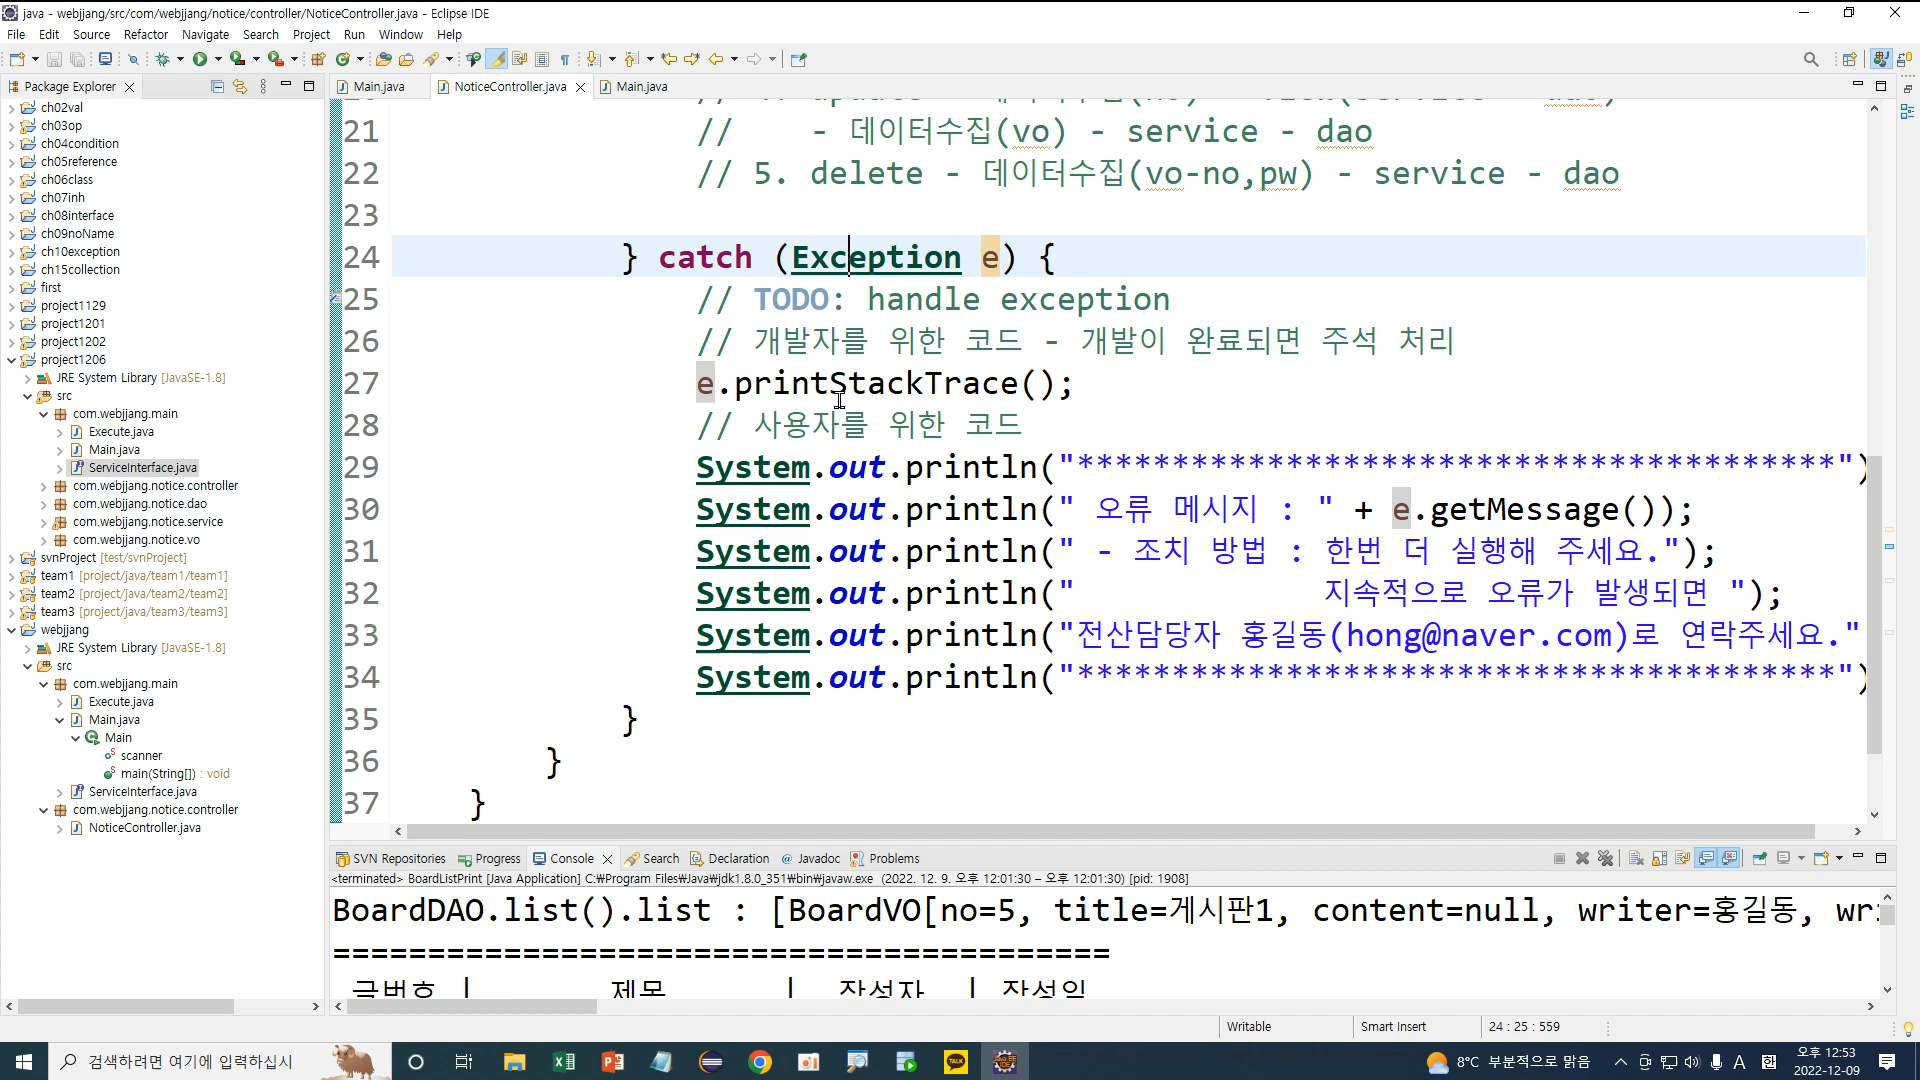 java - webjjang/src/com/webjjang/notice/controller/NoticeController.java - Eclipse IDE
File Edit Source Refactor Navigate Search Project Run Window Help
Package Explorer
Main.java NoticeController.java Main.java
ch02val
ch03op
ch04condition
ch05reference
ch06class
ch07inh
ch08interface
ch09noName
ch10exception
ch15collection
first
project1129
project1201
project1202
project1206
JRE System Library [JavaSE-1.8]
src
com.webjjang.main
Execute.java
Main.java
ServiceInterface.java
com.webjjang.notice.controller
com.webjjang.notice.dao
com.webjjang.notice.service
com.webjjang.notice.vo
svnProject [test/svnProject]
team1 [project/java/team1/team1]
team2 [project/java/team2/team2]
team3 [project/java/team3/team3]
webjjang
JRE System Library [JavaSE-1.8]
src
com.webjjang.main
Execute.java
Main.java
Main
scanner
main(String[]) : void
ServiceInterface.java
com.webjjang.notice.controller
NoticeController.java
21 // - 데이터수집(vo) - service - dao
22 // 5. delete - 데이터수집(vo-no,pw) - service - dao
23
24 } catch (Exception e) {
25 // TODO: handle exception
26 // 개발자를 위한 코드 - 개발이 완료되면 주석 처리
27 e.printStackTrace();
28 // 사용자를 위한 코드
29 System.out.println("****************************************")
30 System.out.println(" 오류 메시지 : " + e.getMessage());
31 System.out.println(" - 조치 방법 : 한번 더 실행해 주세요.");
32 System.out.println(" 지속적으로 오류가 발생되면 ");
33 System.out.println("전산담당자 홍길동(hong@naver.com)로 연락주세요."
34 System.out.println("****************************************")
35 }
36 }
37 }
SVN Repositories Progress Console Search Declaration Javadoc Problems
<terminated> BoardListPrint [Java Application] C:₩Program Files₩Java₩jdk1.8.0_351₩bin₩javaw.exe (2022. 12. 9. 오후 12:01:30 – 오후 12:01:30) [pid: 1908]
BoardDAO.list().list : [BoardVO[no=5, title=게시판1, content=null, writer=홍길동, wr
=========================================
글번호 | 제목 | 작성자 | 작성일
Writable Smart Insert 24 : 25 : 559
검색하려면 여기에 입력하십시
TALK
8°C 부분적으로 맑음
A
오후 12:53
2022-12-09